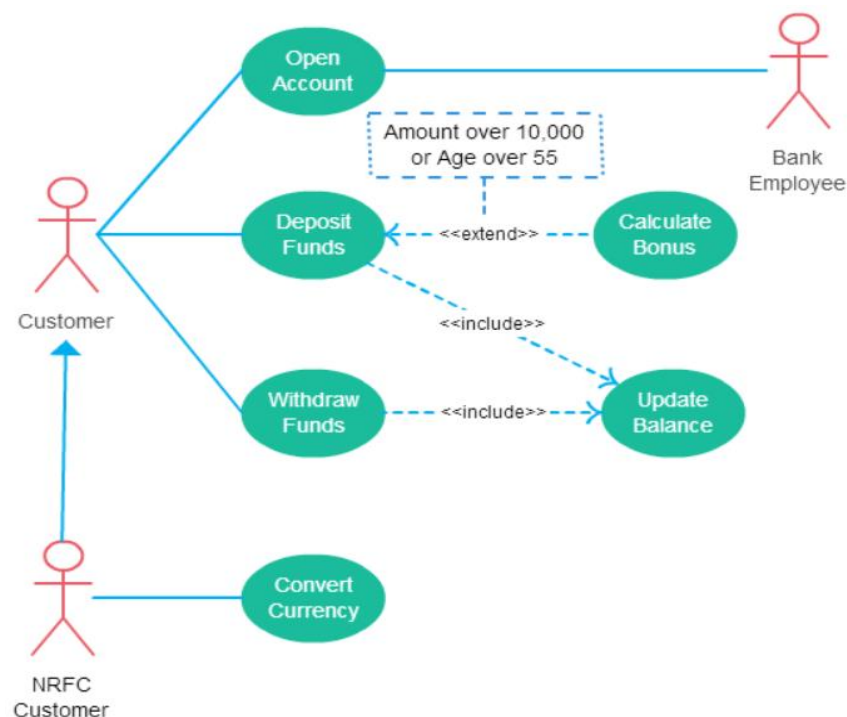 Open
Account
Amount over 10,000
or Age over 55
Bank
Employee
Deposit
Funds
<<extend>>
Calculate
Bonus
Customer
<<include>>
Withdraw
Funds
<<include>>
Update
Balance
Convert
Currency
NRFC
Customer